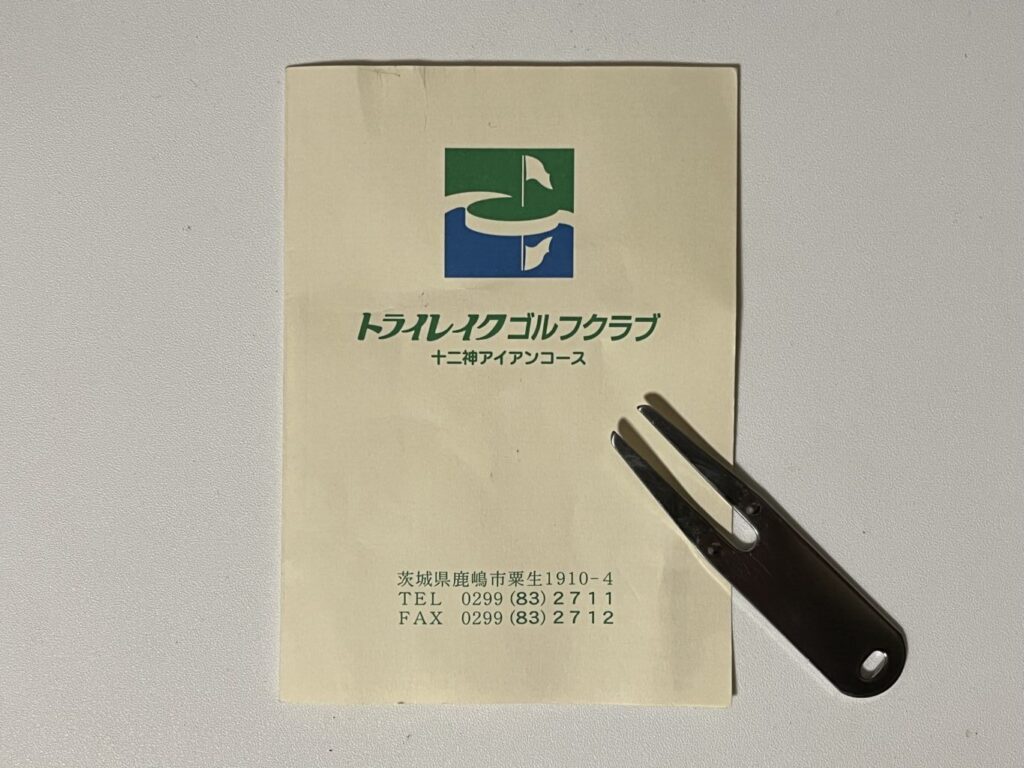 トライレイクゴルフクラブ
十二神アイアンコース
茨城県鹿嶋市粟生1910-4
TEL 0299(83)2711
FAX 0299(83)2712